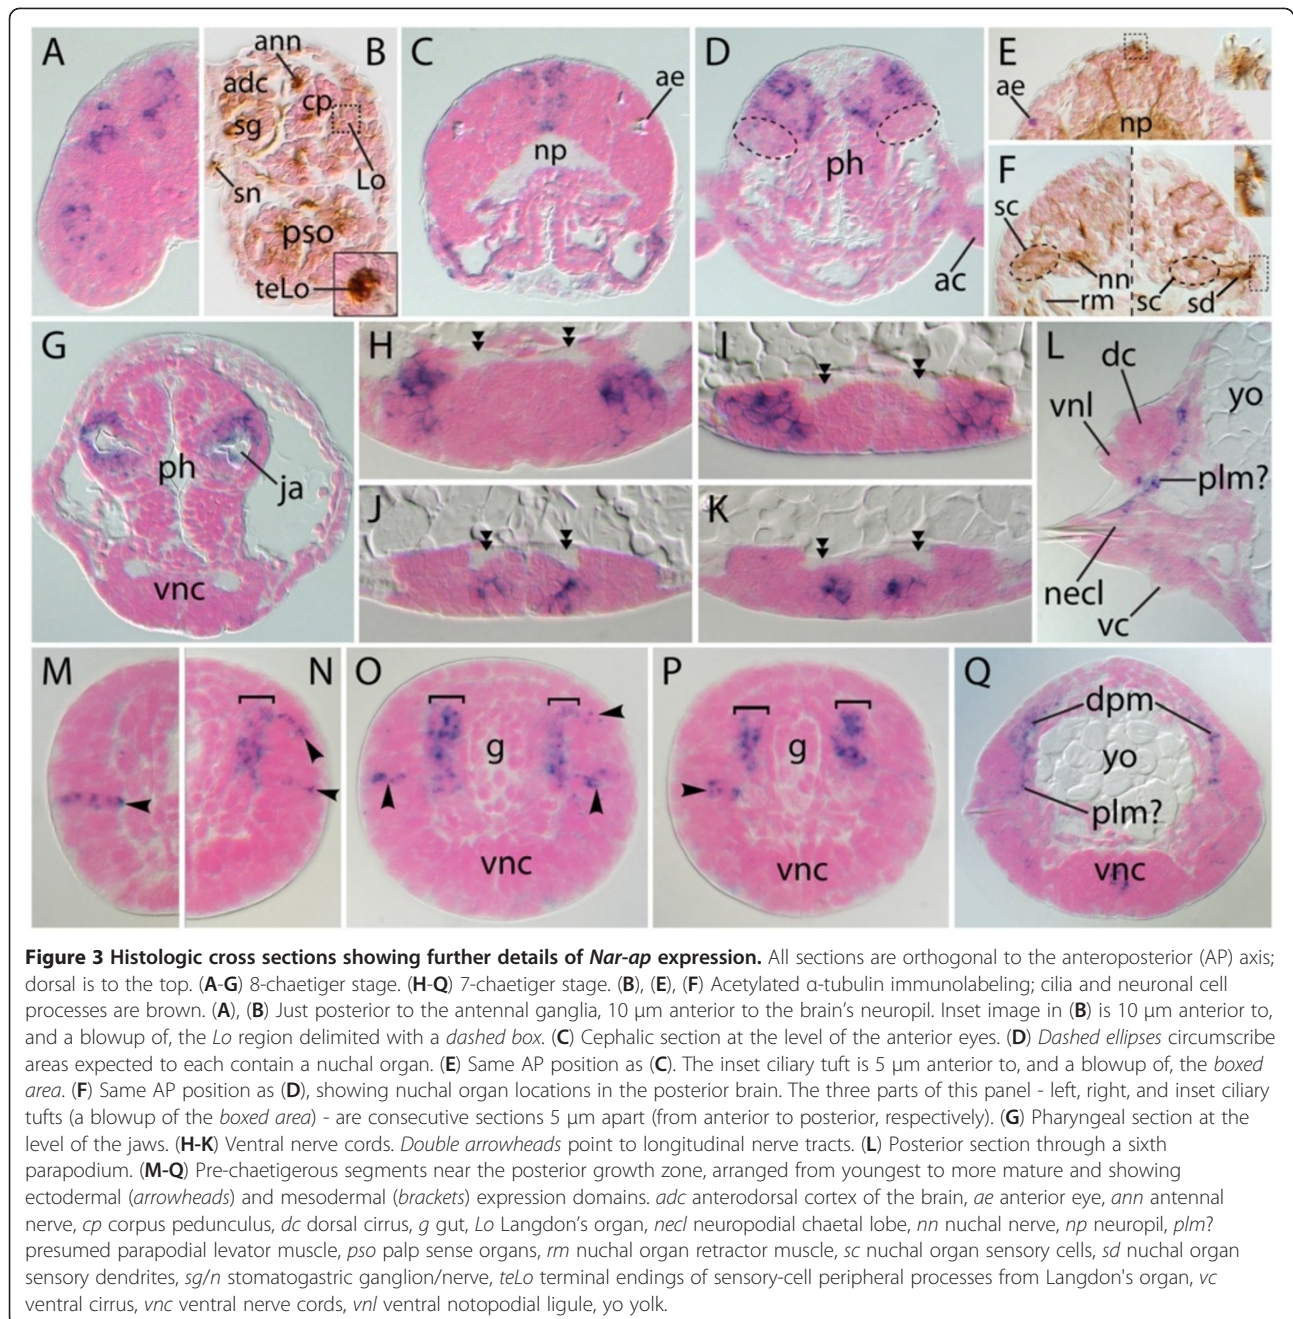 A
B
C
D
E
ann
adc
cp
sg
sn
Lo
pso
teLo
ae
np
ph
ac
ae
np
F
sc
nn
rm
sc
sd
G
H
I
L
ph
ja
vnc
J
K
dc
vnl
yo
plm?
necl
vc
M
N
O
P
Q
g
vnc
g
vnc
dpm
yo
plm?
vnc
Figure 3 Histologic cross sections showing further details of Nar-ap expression. All sections are orthogonal to the anteroposterior (AP) axis;
dorsal is to the top. (A-G) 8-chaetiger stage. (H-Q) 7-chaetiger stage. (B), (E), (F) Acetylated α-tubulin immunolabeling; cilia and neuronal cell
processes are brown. (A), (B) Just posterior to the antennal ganglia, 10 μm anterior to the brain's neuropil. Inset image in (B) is 10 μm anterior to,
and a blowup of, the Lo region delimited with a dashed box. (C) Cephalic section at the level of the anterior eyes. (D) Dashed ellipses circumscribe
areas expected to each contain a nuchal organ. (E) Same AP position as (C). The inset ciliary tuft is 5 μm anterior to, and a blowup of, the boxed
area. (F) Same AP position as (D), showing nuchal organ locations in the posterior brain. The three parts of this panel - left, right, and inset ciliary
tufts (a blowup of the boxed area) - are consecutive sections 5 μm apart (from anterior to posterior, respectively). (G) Pharyngeal section at the
level of the jaws. (H-K) Ventral nerve cords. Double arrowheads point to longitudinal nerve tracts. (L) Posterior section through a sixth
parapodium. (M-Q) Pre-chaetigerous segments near the posterior growth zone, arranged from youngest to more mature and showing
ectodermal (arrowheads) and mesodermal (brackets) expression domains. adc anterodorsal cortex of the brain, ae anterior eye, ann antennal
nerve, cp corpus pedunculus, dc dorsal cirrus, g gut, Lo Langdon's organ, necl neuropodial chaetal lobe, nn nuchal nerve, np neuropil, plm?
presumed parapodial levator muscle, pso palp sense organs, rm nuchal organ retractor muscle, sc nuchal organ sensory cells, sd nuchal organ
sensory dendrites, sg/n stomatogastric ganglion/nerve, teLo terminal endings of sensory-cell peripheral processes from Langdon's organ, vc
ventral cirrus, vnc ventral nerve cords, vnl ventral notopodial ligule, yo yolk.